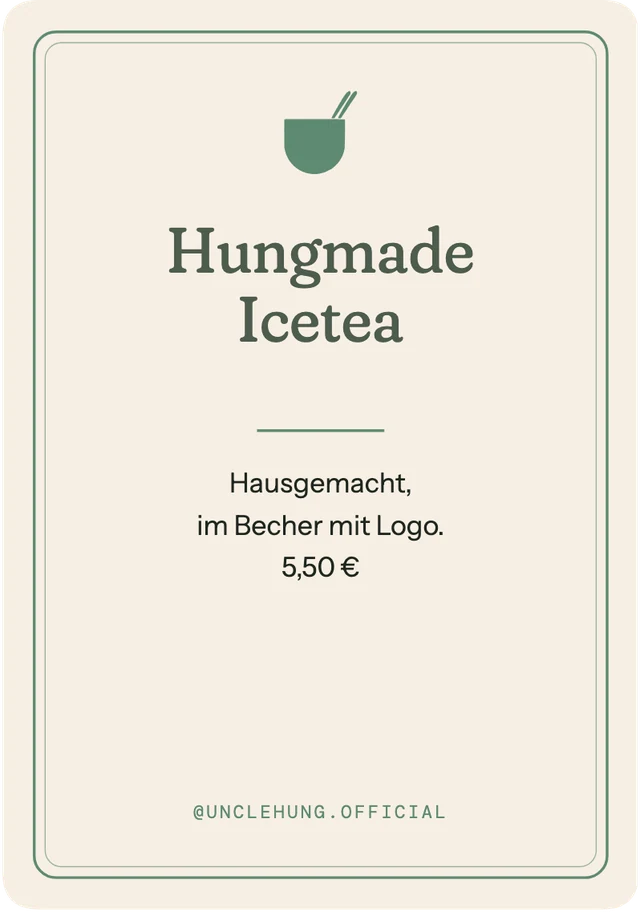 Hungmade
Icetea
Hausgemacht,
im Becher mit Logo.
5,50 €
@UNCLEHUNG.OFFICIAL